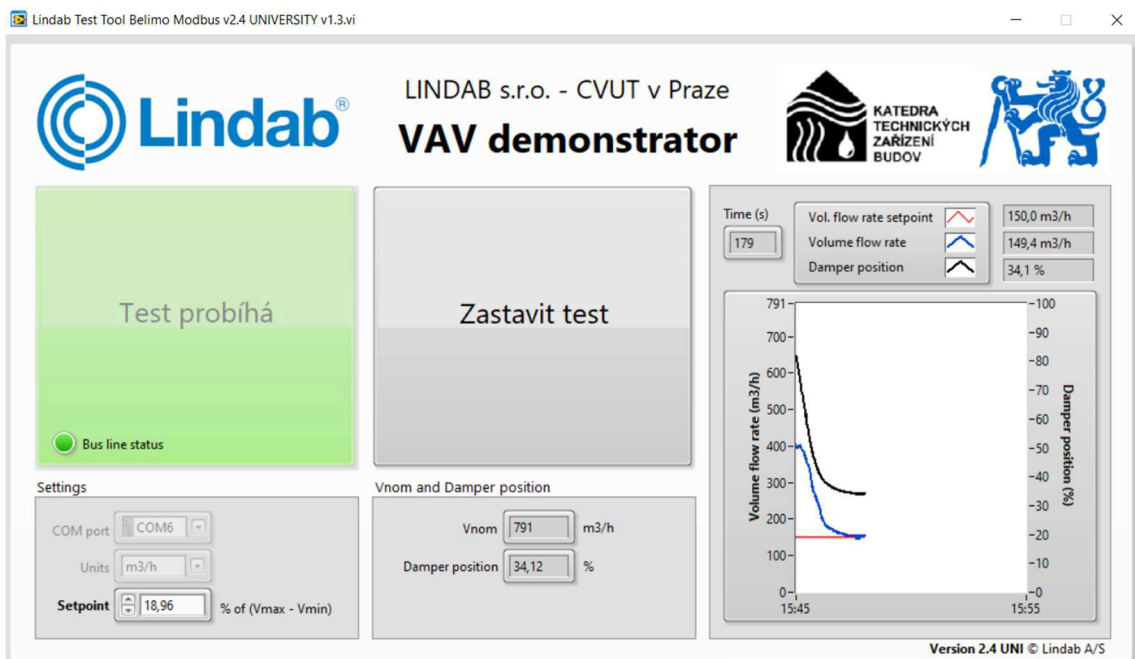 Lindab Test Tool Belimo Modbus v2.4 UNIVERSITY v1.3.vi
Lindab®
LINDAB s.r.o. - CVUT v Praze
VAV demonstrator
KATEDRA
TECHNICKÝCH
ZAŘÍZENÍ
BUDOV
Test probíhá
Bus line status
Zastavit test
Time (s)
179
Vol. flow rate setpoint 150,0 m3/h
Volume flow rate 149,4 m3/h
Damper position 34,1 %
Volume flow rate (m3/h)
791
700
600
500
400
300
200
100
0
100
90
80
70
60
50
40
30
20
10
0
Damper position (%)
15:45 15:55
Settings
COM port COM6
Units m3/h
Setpoint 18,96 % of (Vmax - Vmin)
Vnom and Damper position
Vnom 791 m3/h
Damper position 34,12 %
Version 2.4 UNI © Lindab A/S